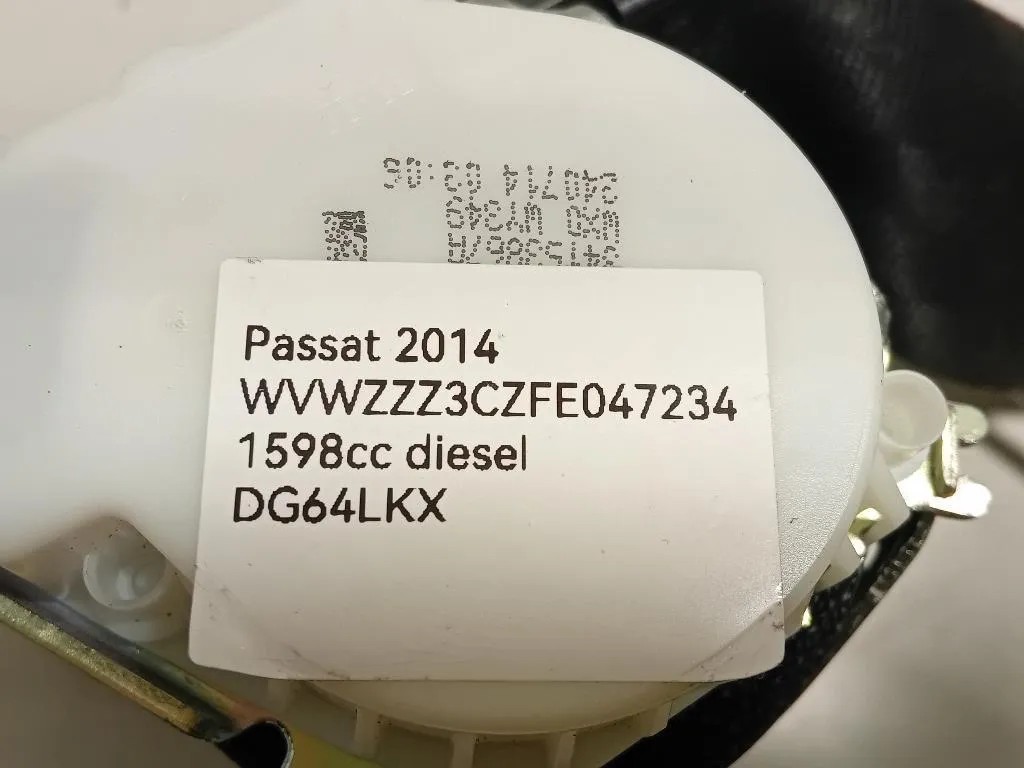 Passat 2014
WVWZZZ3CZFE047234
1598cc diesel
DG64LKX